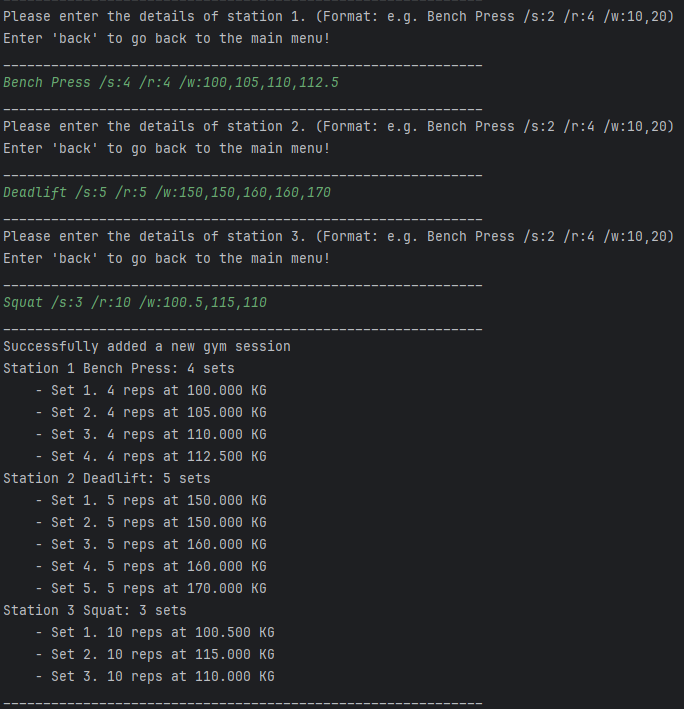 ____________________________________________________________
Please enter the details of station 1. (Format: e.g. Bench Press /s:2 /r:4 /w:10,20)
Enter 'back' to go back to the main menu!
____________________________________________________________
Bench Press /s:4 /r:4 /w:100,105,110,112.5
____________________________________________________________
Please enter the details of station 2. (Format: e.g. Bench Press /s:2 /r:4 /w:10,20)
Enter 'back' to go back to the main menu!
____________________________________________________________
Deadlift /s:5 /r:5 /w:150,150,160,160,170
____________________________________________________________
Please enter the details of station 3. (Format: e.g. Bench Press /s:2 /r:4 /w:10,20)
Enter 'back' to go back to the main menu!
____________________________________________________________
Squat /s:3 /r:10 /w:100.5,115,110
____________________________________________________________
Successfully added a new gym session
Station 1 Bench Press: 4 sets
    - Set 1. 4 reps at 100.000 KG
    - Set 2. 4 reps at 105.000 KG
    - Set 3. 4 reps at 110.000 KG
    - Set 4. 4 reps at 112.500 KG
Station 2 Deadlift: 5 sets
    - Set 1. 5 reps at 150.000 KG
    - Set 2. 5 reps at 150.000 KG
    - Set 3. 5 reps at 160.000 KG
    - Set 4. 5 reps at 160.000 KG
    - Set 5. 5 reps at 170.000 KG
Station 3 Squat: 3 sets
    - Set 1. 10 reps at 100.500 KG
    - Set 2. 10 reps at 115.000 KG
    - Set 3. 10 reps at 110.000 KG
____________________________________________________________